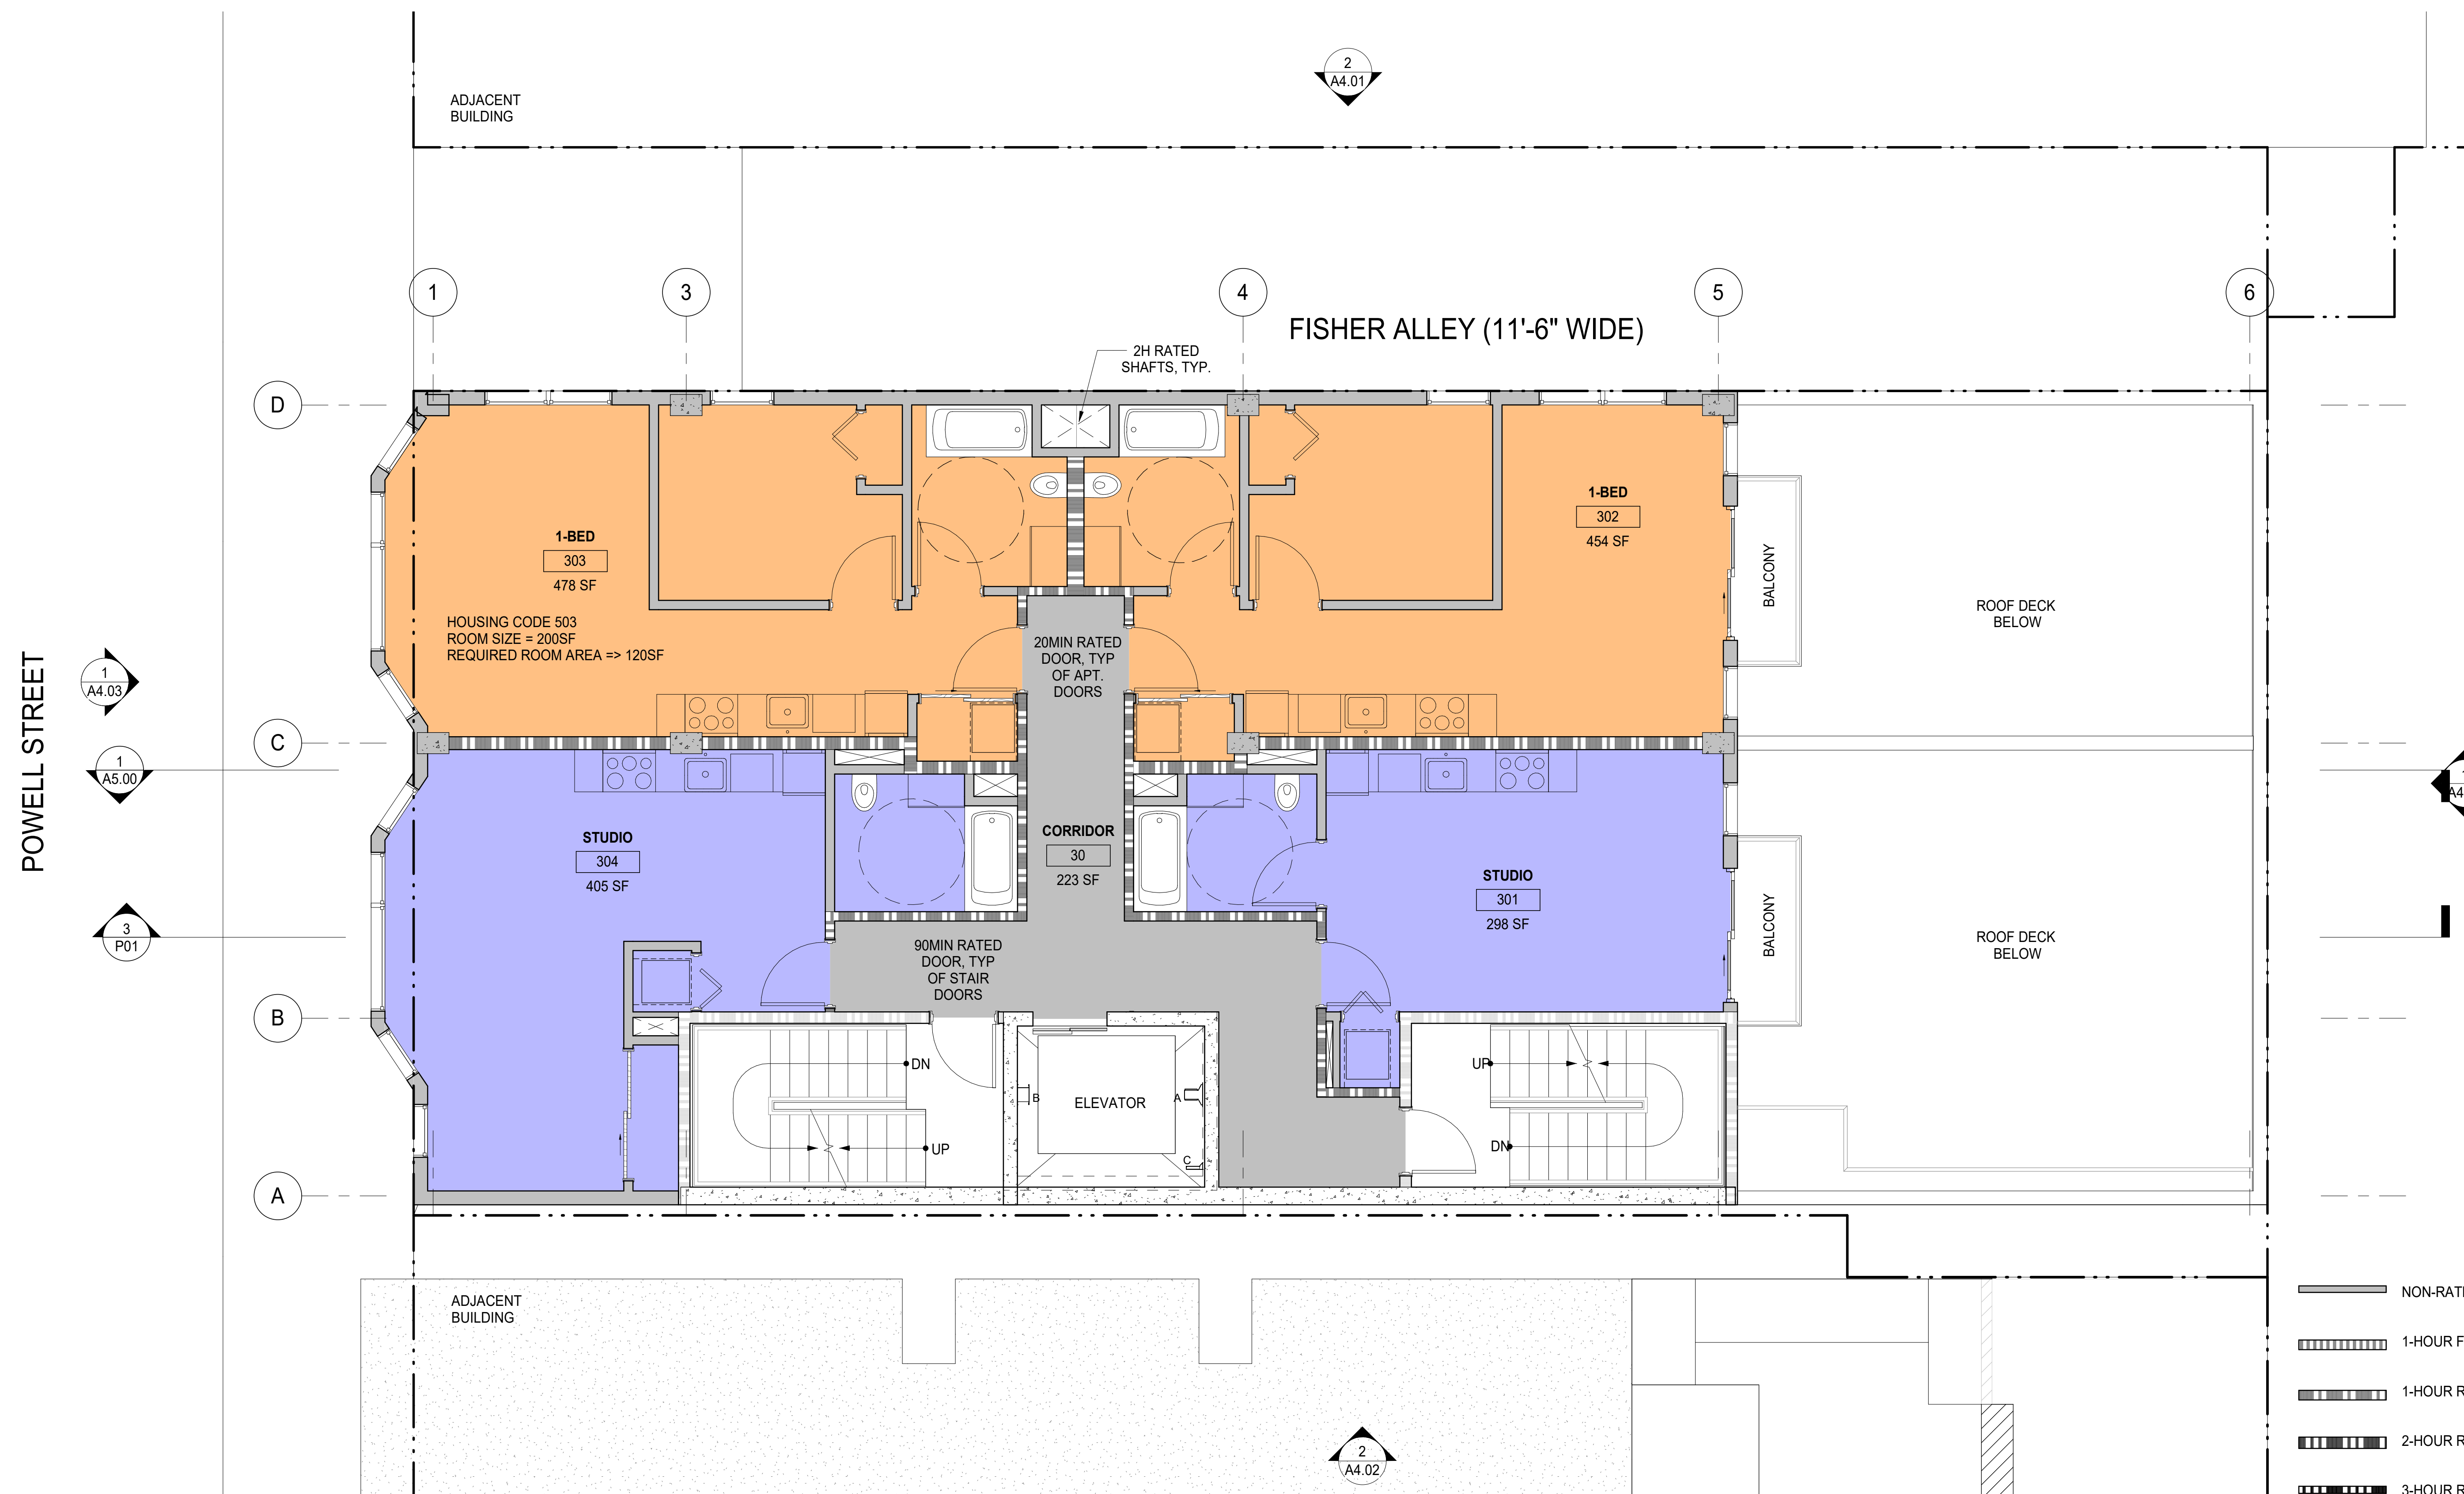 ADJACENT
BUILDING
2
A4.01
1
3
4
5
6
FISHER ALLEY (11'-6" WIDE)
2H RATED
SHAFTS, TYP.
D
1-BED
303
478 SF
HOUSING CODE 503
ROOM SIZE = 200SF
REQUIRED ROOM AREA => 120SF
1-BED
302
454 SF
BALCONY
ROOF DECK
BELOW
20MIN RATED
DOOR, TYP
OF APT.
DOORS
POWELL STREET
1
A4.03
C
1
A5.00
STUDIO
304
405 SF
CORRIDOR
30
223 SF
STUDIO
301
298 SF
BALCONY
ROOF DECK
BELOW
3
P01
90MIN RATED
DOOR, TYP
OF STAIR
DOORS
B
DN
UP
B
ELEVATOR
A
C
UP
DN
A
ADJACENT
BUILDING
2
A4.02
NON-RAT
1-HOUR F
1-HOUR R
2-HOUR R
3-HOUR R